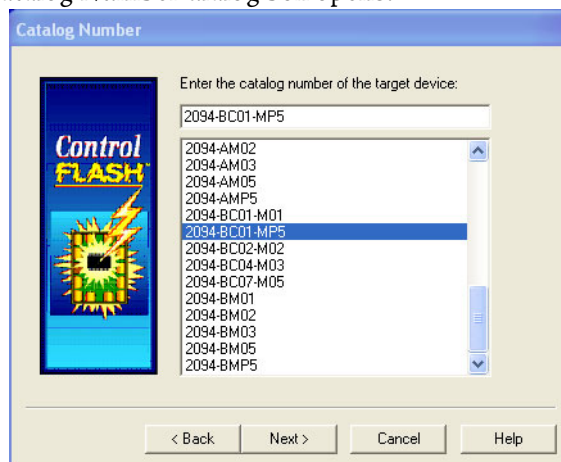 Catalog Number
Enter the catalog number of the target device:
2094-BC01-MP5
Control
FLASH
2094-AM02
2094-AM03
2094-AM05
2094-AMP5
2094-BC01-M01
2094-BC01-MP5
2094-BC02-M02
2094-BC04-M03
2094-BC07-M05
2094-BM01
2094-BM02
2094-BM03
2094-BM05
2094-BMP5
< Back
Next >
Cancel
Help